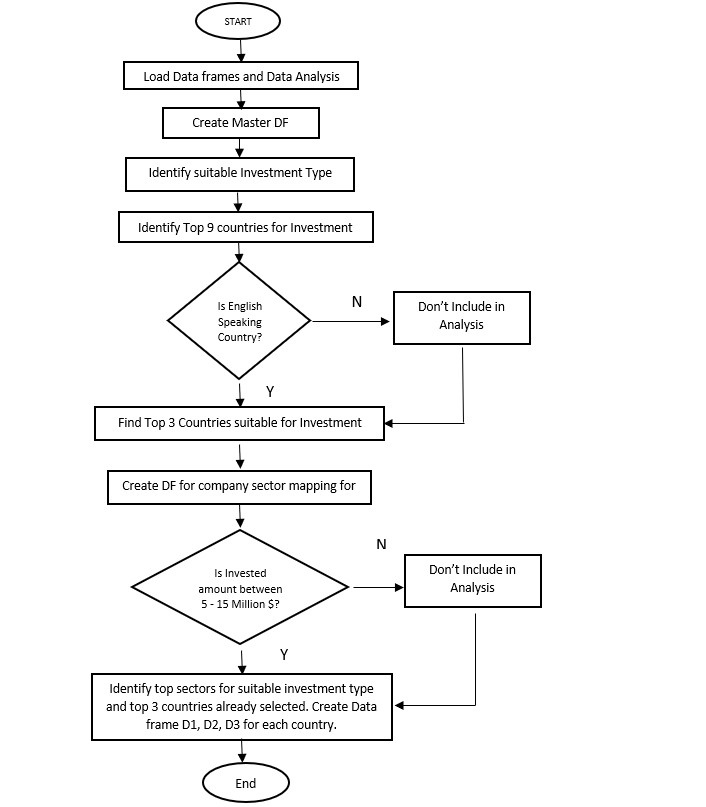 START
Load Data frames and Data Analysis
Create Master DF
Identify suitable Investment Type
Identify Top 9 countries for Investment
Is English
Speaking
Country?
N
Don’t Include in
Analysis
Y
Find Top 3 Countries suitable for Investment
Create DF for company sector mapping for
Is Invested
amount between
5 - 15 Million $?
N
Don’t Include in
Analysis
Y
Identify top sectors for suitable investment type
and top 3 countries already selected. Create Data
frame D1, D2, D3 for each country.
End